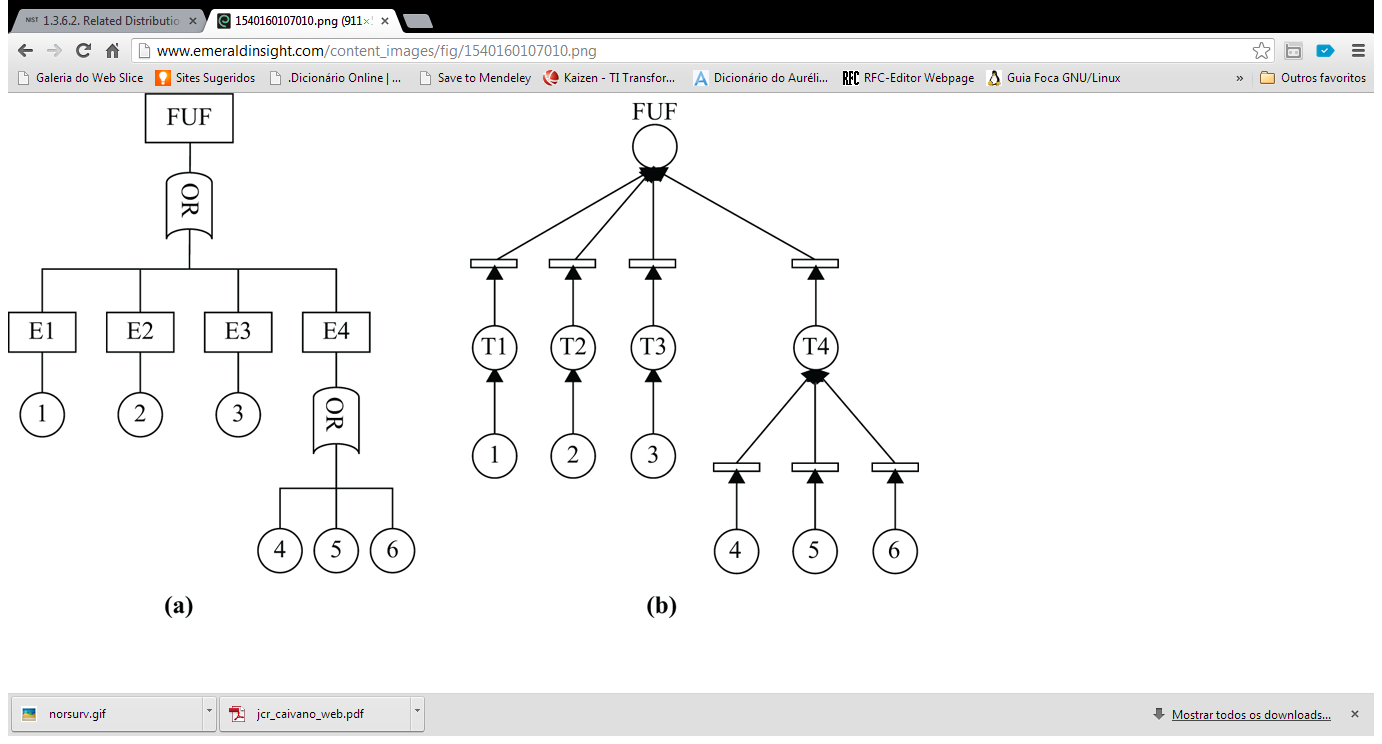 NIST 1.3.6.2. Related Distributio
1540160107010.png (911×
www.emeraldinsight.com/content_images/fig/1540160107010.png
Galeria do Web Slice
Sites Sugeridos
.Dicionário Online | ...
Save to Mendeley
Kaizen - TI Transfor...
Dicionário do Auréli...
RFC RFC-Editor Webpage
Guia Foca GNU/Linux
»
Outros favoritos
FUF
OR
E1 E2 E3 E4
1 2 3
OR
4 5 6
(a)
FUF
T1 T2 T3 T4
1 2 3
4 5 6
(b)
norsurv.gif
jcr_caivano_web.pdf
Mostrar todos os downloads...